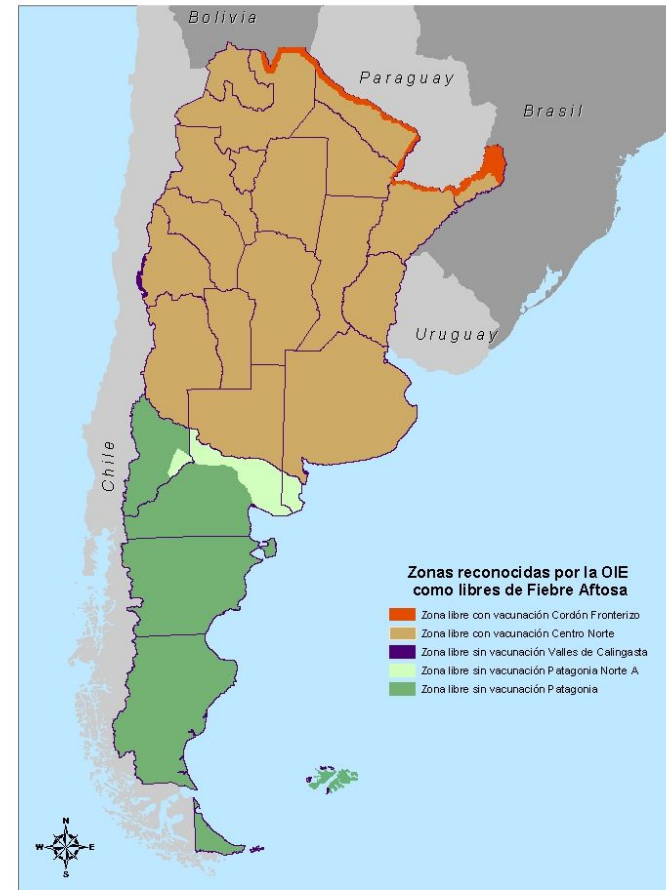 Bolivia
Paraguay
Brasil
Uruguay
Chile
Zonas reconocidas por la OIE
como libres de Fiebre Aftosa
Zona libre con vacunación Cordón Fronterizo
Zona libre con vacunación Centro Norte
Zona libre sin vacunación Valles de Calingasta
Zona libre sin vacunación Patagonia Norte A
Zona libre sin vacunación Patagonia
N
W E
S